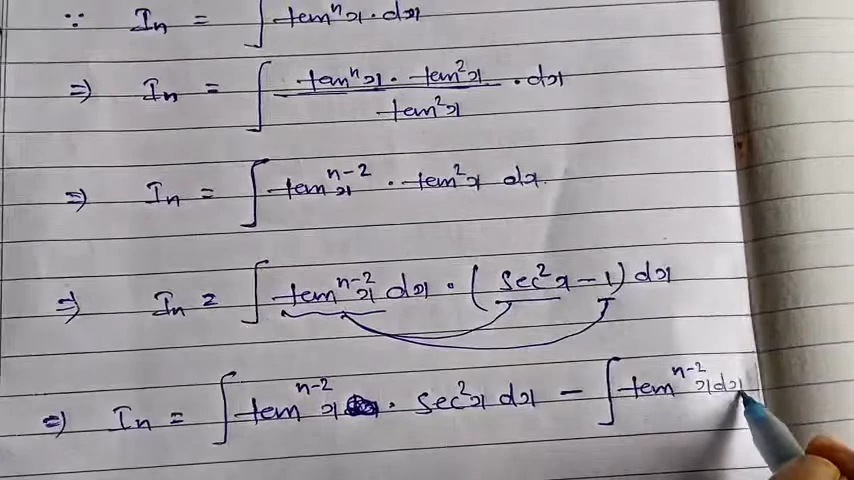 ∵ Iₙ = ∫ tanⁿx · dx
⇒ Iₙ = ∫ (tanⁿx · tan²x)/(tan²x) · dx
⇒ Iₙ = ∫ tanⁿ⁻²x · tan²x dx.
⇒ Iₙ = ∫ tanⁿ⁻²x dx · (sec²x − 1) dx
⇒ Iₙ = ∫ tanⁿ⁻²x · sec²x dx − ∫ tanⁿ⁻²x dx